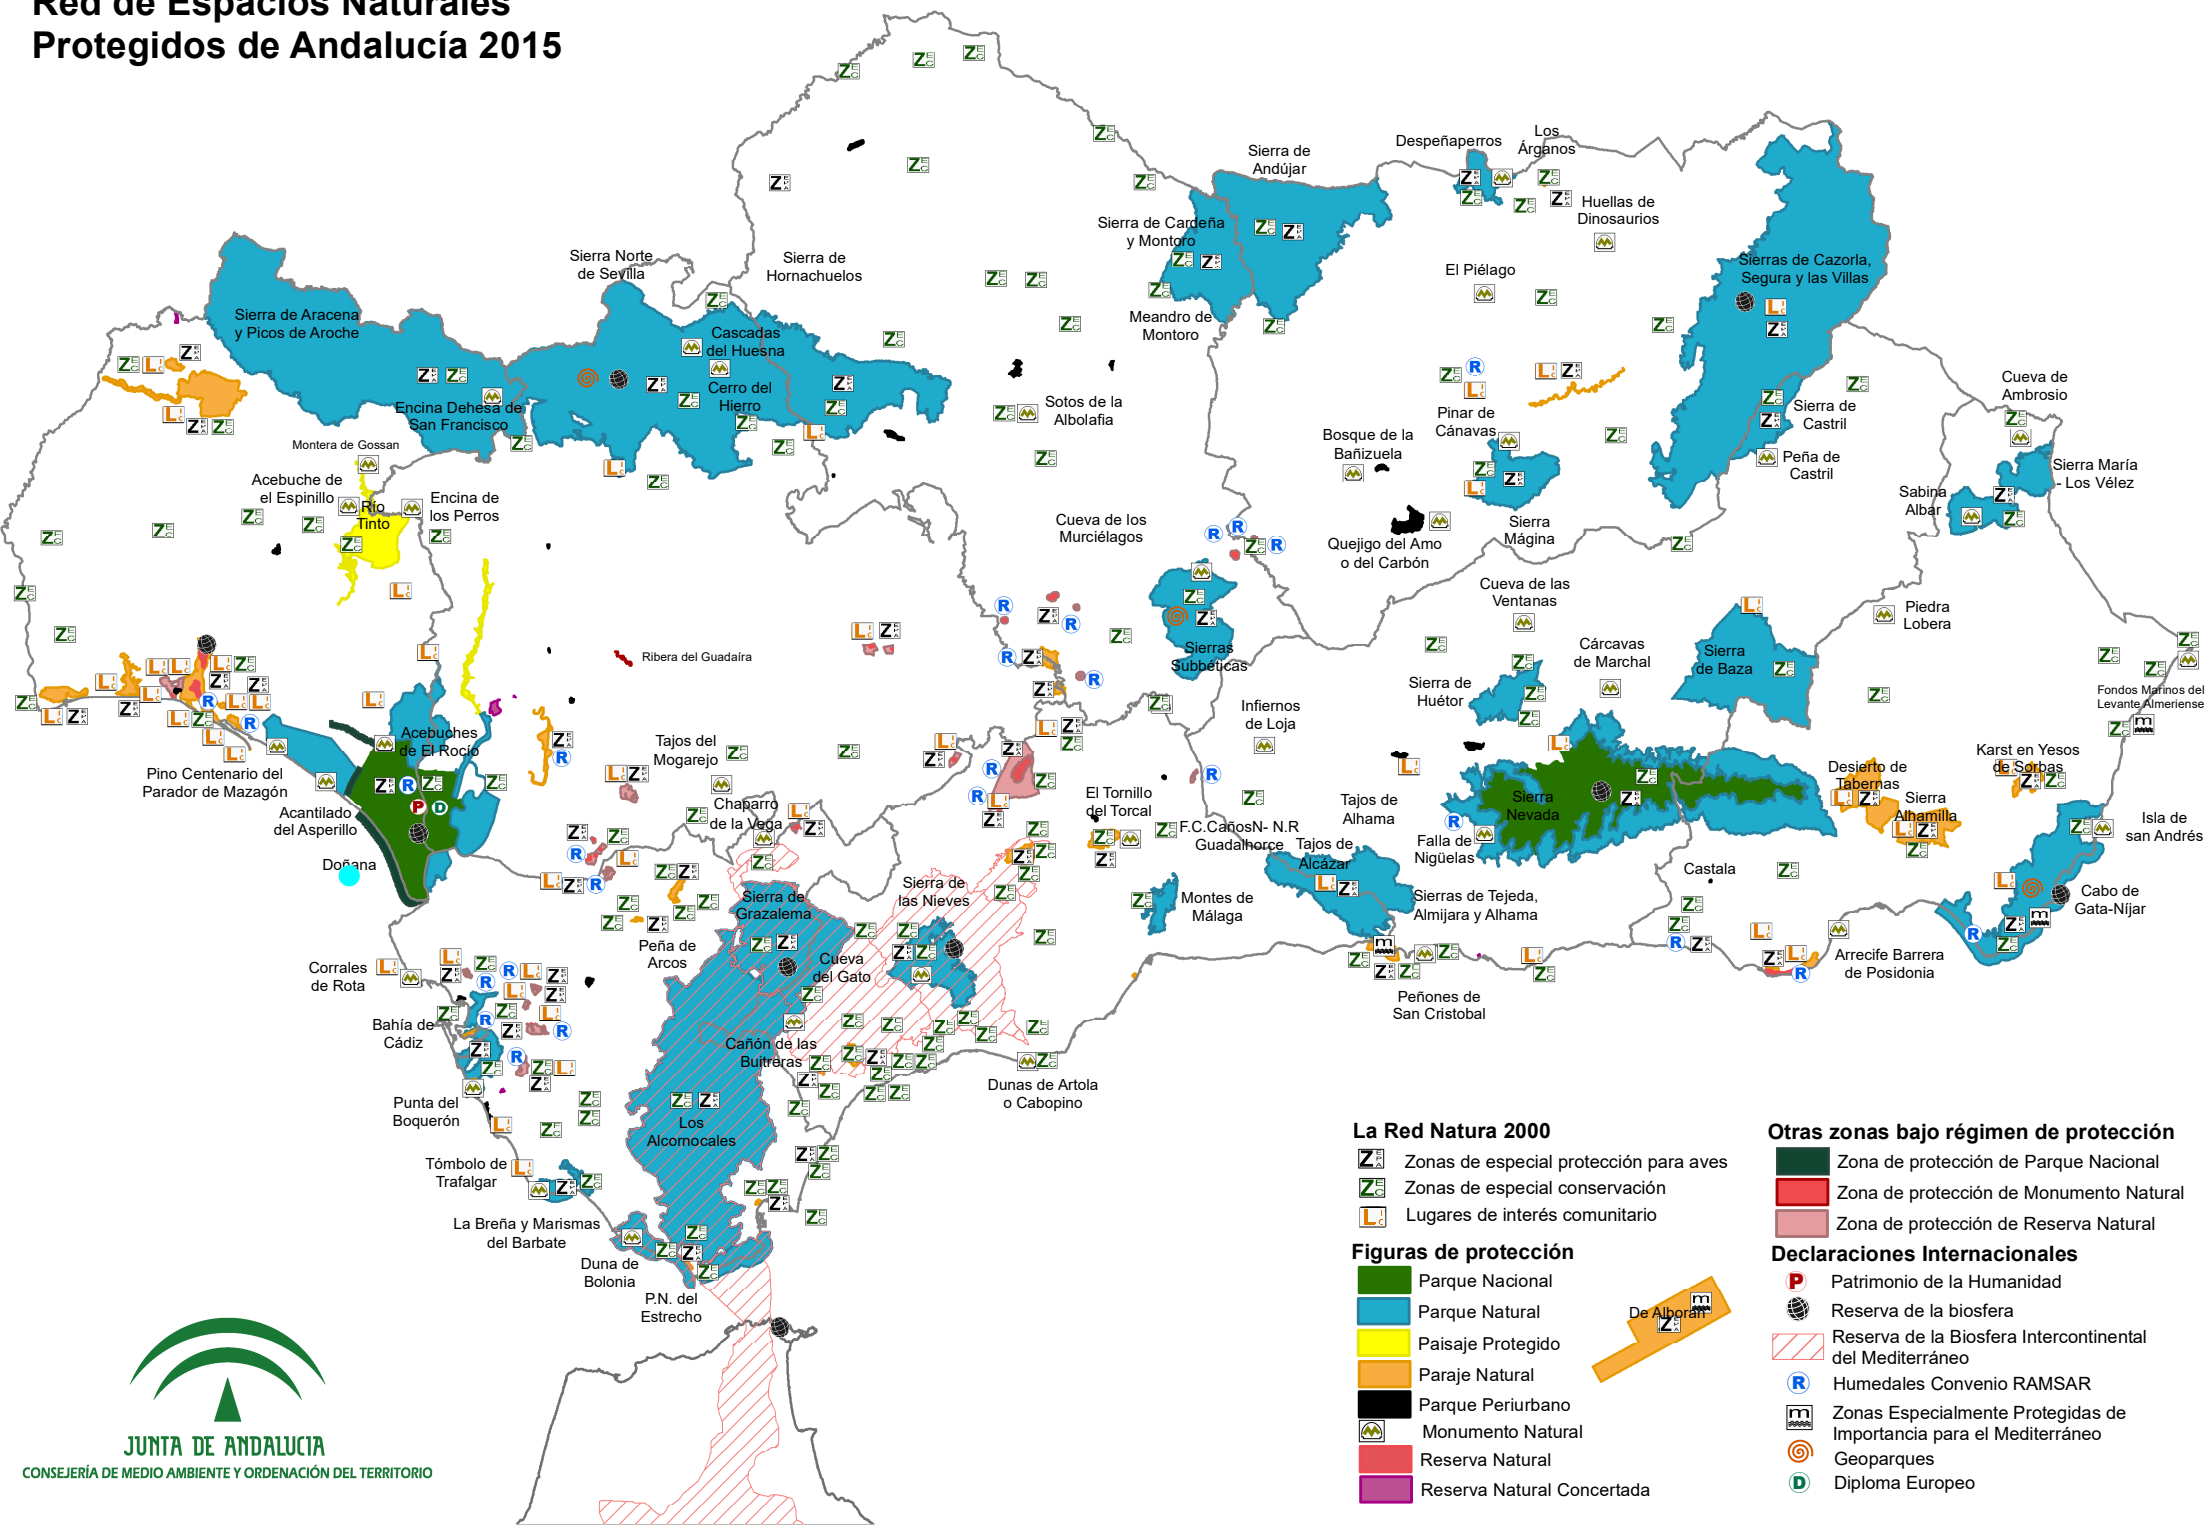 Red de Espacios Naturales
Protegidos de Andalucía 2015
Despeñaperros
Los
Árganos
Sierra de
Andújar
Huellas de
Dinosaurios
Sierra de Cardeña
y Montoro
Sierra Norte
de Sevilla
Sierra de
Hornachuelos
El Piélago
Sierras de Cazorla,
Segura y las Villas
Sierra de Aracena
y Picos de Aroche
Meandro de
Montoro
Cascadas
del Huesna
Cerro del
Hierro
Cueva de
Ambrosio
Encina Dehesa de
San Francisco
Sotos de la
Albolafia
Pinar de
Cánavas
Sierra de
Castril
Montera de Gossan
Bosque de la
Bañizuela
Peña de
Castril
Sierra María
- Los Vélez
Acebuche de
el Espinillo
Río
Tinto
Encina de
los Perros
Sabina
Albar
Cueva de los
Murciélagos
Sierra
Mágina
Quejigo del Amo
o del Carbón
Cueva de las
Ventanas
Piedra
Lobera
Ribera del Guadaíra
Sierras
Subbéticas
Cárcavas
de Marchal
Sierra
de Baza
Sierra de
Huétor
Fondos Marinos del
Levante Almeriense
Infiernos
de Loja
Acebuches
de El Rocío
Tajos del
Mogarejo
Karst en Yesos
de Sorbas
Pino Centenario del
Parador de Mazagón
Desierto de
Tabernas
Acantilado
del Asperillo
Chaparro
de la Vega
El Tornillo
del Torcal
Tajos de
Alhama
Sierra
Nevada
Sierra
Alhamilla
Isla de
san Andrés
F.C.CañosN- N.R
Guadalhorce
Tajos de
Alcázar
Falla de
Nigüelas
Doñana
Castala
Sierra de
Grazalema
Sierra de
las Nieves
Montes de
Málaga
Sierras de Tejeda,
Almijara y Alhama
Cabo de
Gata-Níjar
Peña de
Arcos
Corrales
de Rota
Cueva
del Gato
Arrecife Barrera
de Posidonia
Peñones de
San Cristobal
Bahía de
Cádiz
Cañón de las
Buitreras
Dunas de Artola
o Cabopino
Punta del
Boquerón
Los
Alcornocales
Tómbolo de
Trafalgar
La Breña y Marismas
del Barbate
Duna de
Bolonia
P.N. del
Estrecho
De Alborán
La Red Natura 2000
Zonas de especial protección para aves
Zonas de especial conservación
Lugares de interés comunitario
Figuras de protección
Parque Nacional
Parque Natural
Paisaje Protegido
Paraje Natural
Parque Periurbano
Monumento Natural
Reserva Natural
Reserva Natural Concertada
Otras zonas bajo régimen de protección
Zona de protección de Parque Nacional
Zona de protección de Monumento Natural
Zona de protección de Reserva Natural
Declaraciones Internacionales
P Patrimonio de la Humanidad
Reserva de la biosfera
Reserva de la Biosfera Intercontinental
del Mediterráneo
R Humedales Convenio RAMSAR
m Zonas Especialmente Protegidas de
Importancia para el Mediterráneo
Geoparques
D Diploma Europeo
JUNTA DE ANDALUCIA
CONSEJERÍA DE MEDIO AMBIENTE Y ORDENACIÓN DEL TERRITORIO